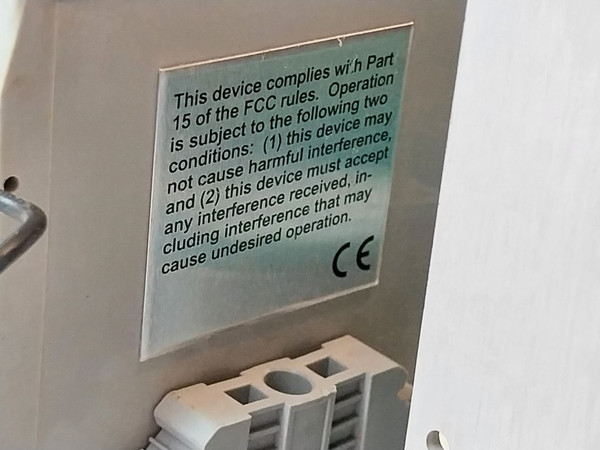 This device complies with Part
15 of the FCC rules. Operation
is subject to the following two
conditions: (1) this device may
not cause harmful interference,
and (2) this device must accept
any interference received, in-
cluding interference that may
cause undesired operation.
CE